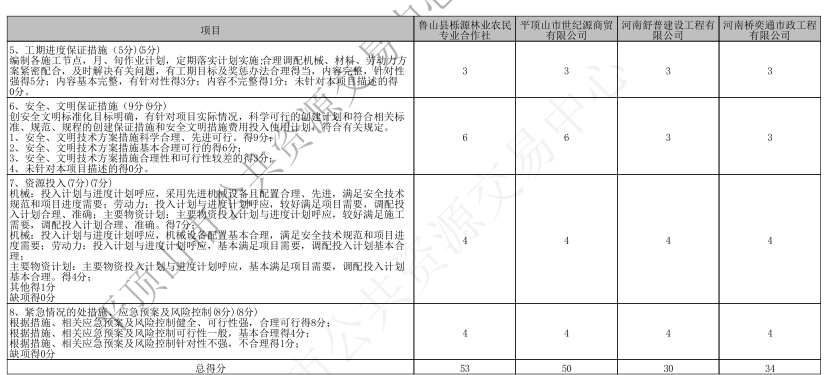 项目
鲁山县栎源林业农民专业合作社
平顶山市世纪源商贸有限公司
河南舒普建设工程有限公司
河南桥奕通市政工程有限公司
5、工期进度保证措施（5分)(5分)
编制各施工节点，月、旬作业计划，定期落实计划实施;合理调配机械、材料、劳动力方
案紧密配合，及时解决有关问题，有工期目标及奖惩办法合理得当，内容完整，针对性
强得5分；内容基本完整，有针对性得3分；内容不完整得1分；未针对本项目描述的得
0分。
3 3 3 3
6、安全、文明保证措施（9分)(9分)
创安全文明标准化目标明确，有针对项目实际情况，科学可行的创建计划和符合相关标
准、规范、规程的创建保证措施和安全文明措施费用投入使用计划，符合有关规定。
1、安全、文明技术方案措施科学合理、先进可行。得9分；
2、安全、文明技术方案措施基本合理可行的得6分；
3、安全、文明技术方案措施合理性和可行性较差的得3分；
4、未针对本项目描述的得0分。
6 6 3 3
7、资源投入(7分)(7分)
机械：投入计划与进度计划呼应，采用先进机械设备且配置合理、先进，满足安全技术
规范和项目进度需要；劳动力：投入计划与进度计划呼应，较好满足项目需要，调配投
入计划合理、准确；主要物资计划：主要物资投入计划与进度计划呼应，较好满足施工
需要，调配投入计划合理、准确。得7分；
机械：投入计划与进度计划呼应，机械设备配置基本合理，满足安全技术规范和项目进
度需要；劳动力：投入计划与进度计划呼应，基本满足项目需要，调配投入计划基本合
理；
主要物资计划：主要物资投入计划与进度计划呼应，基本满足项目需要，调配投入计划
基本合理。得4分；
其他得1分
缺项得0分
4 4 4 4
8、紧急情况的处理措施、应急预案及风险控制(8分)(8分)
根据措施、相关应急预案及风险控制健全、可行性强，合理可行得8分；
根据措施、相关应急预案及风险控制可行性一般，基本合理得4分；
根据措施、相关应急预案及风险控制针对性不强，不合理得1分；
缺项得0分
4 4 4 4
总得分 53 50 30 34